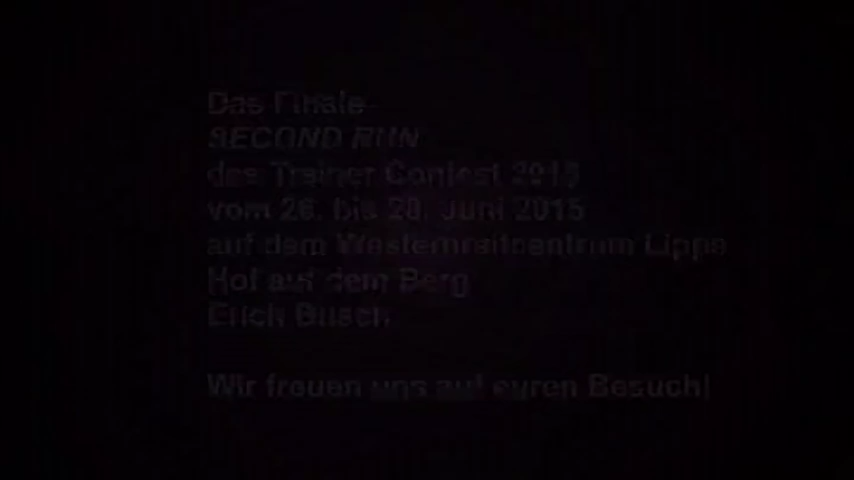 Das Finale
SECOND RUN
des Trainer Contest 2015
vom 26. bis 28. Juni 2015
auf dem Westernreitzentrum Lippe
Hof auf dem Berg
Erich Busch
Wir freuen uns auf euren Besuch!